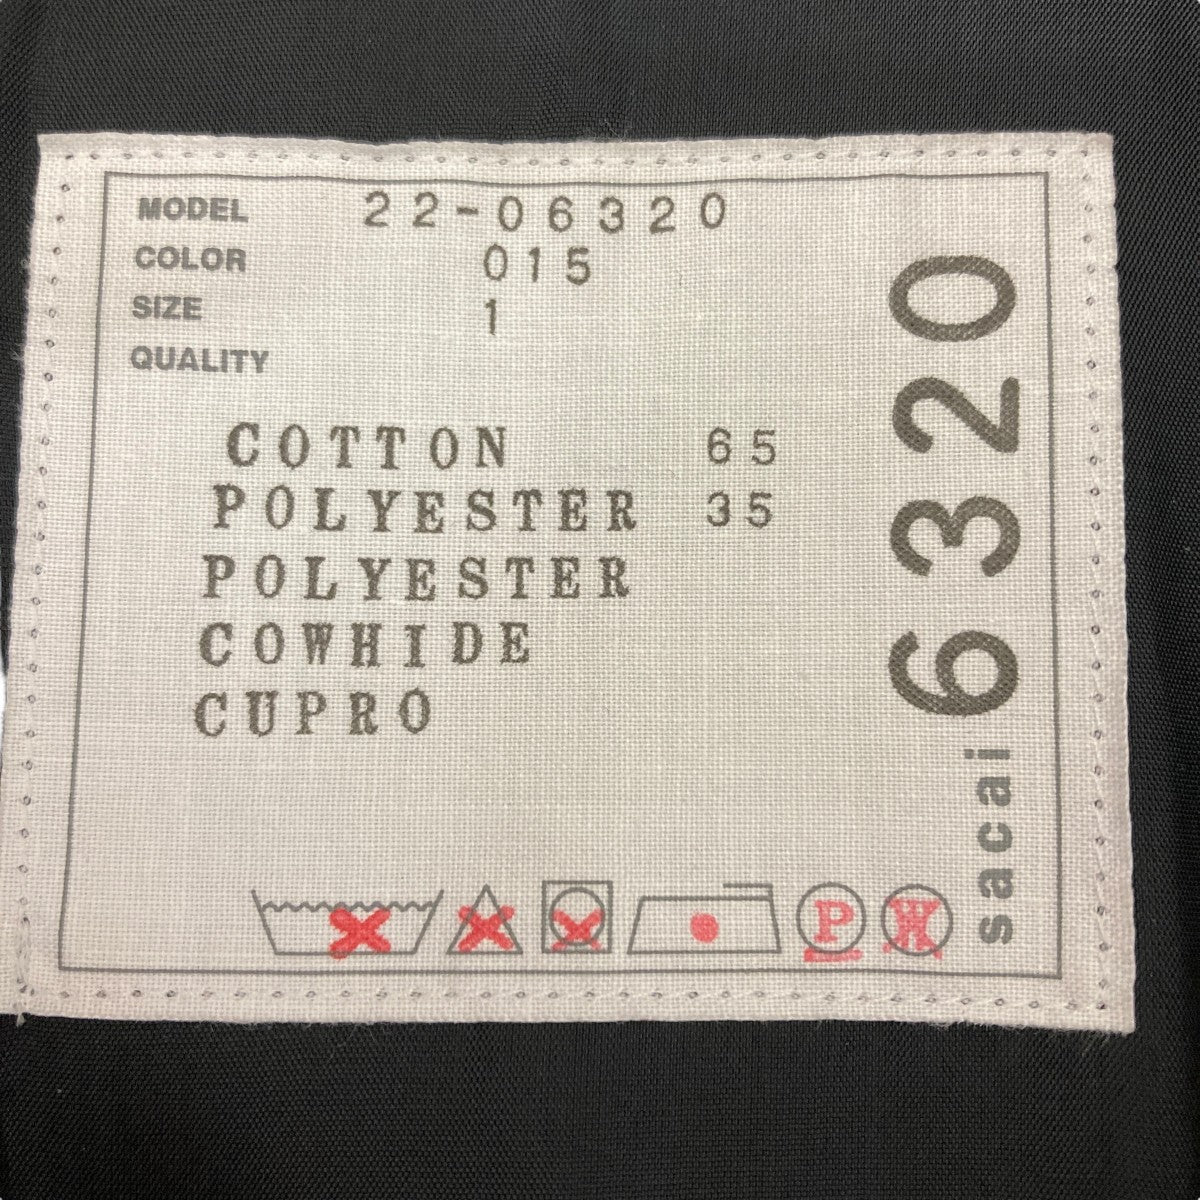 MODEL 22-06320
COLOR 015
SIZE 1
QUALITY
COTTON 65
POLYESTER 35
POLYESTER
COWHIDE
CUPRO
P W
sacai 6320